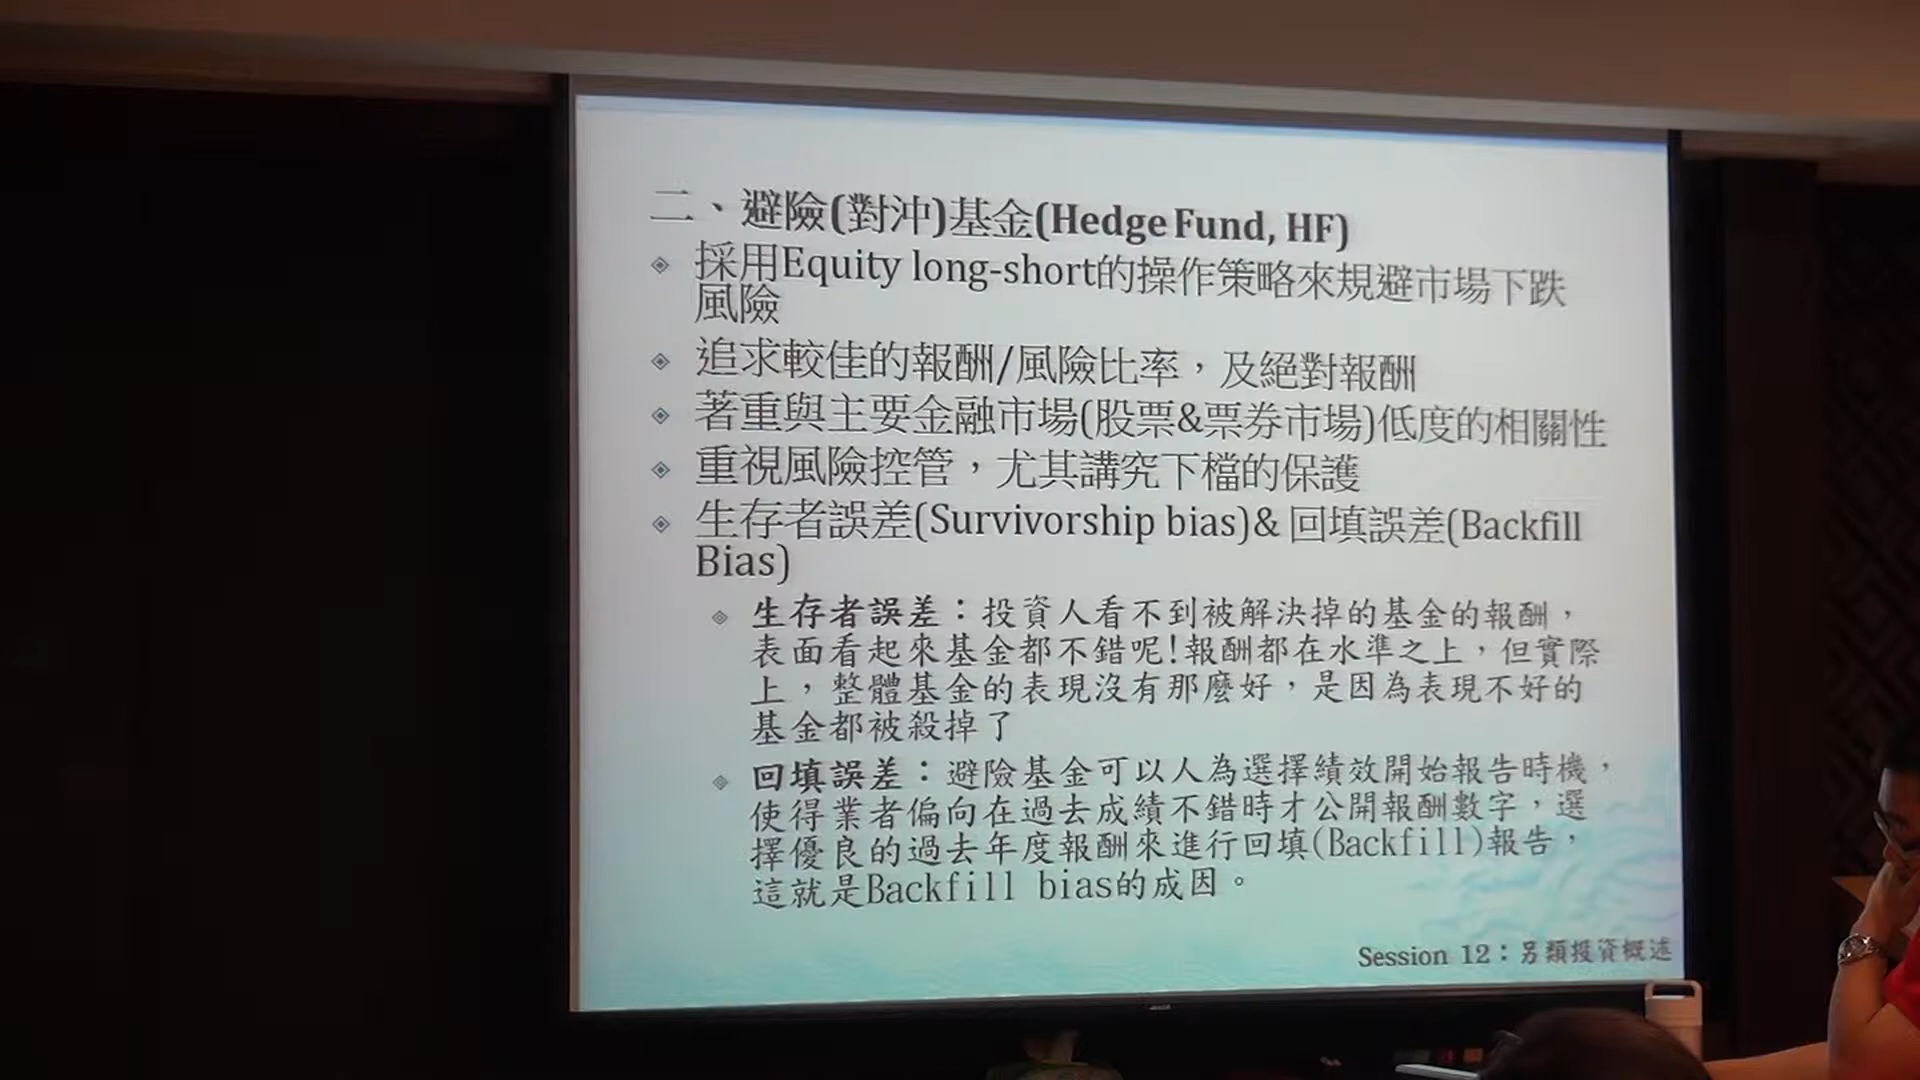 二、避險(對沖)基金(Hedge Fund, HF)
採用Equity long-short的操作策略來規避市場下跌
風險
追求較佳的報酬/風險比率，及絕對報酬
著重與主要金融市場(股票&票券市場)低度的相關性
重視風險控管，尤其講究下檔的保護
生存者誤差(Survivorship bias)& 回填誤差(Backfill
Bias)
生存者誤差：投資人看不到被解決掉的基金的報酬，
表面看起來基金都不錯呢!報酬都在水準之上，但實際
上，整體基金的表現沒有那麼好，是因為表現不好的
基金都被殺掉了
回填誤差：避險基金可以人為選擇績效開始報告時機，
使得業者偏向在過去成績不錯時才公開報酬數字，選
擇優良的過去年度報酬來進行回填(Backfill)報告，
這就是Backfill bias的成因。
Session 12：另類投資概述